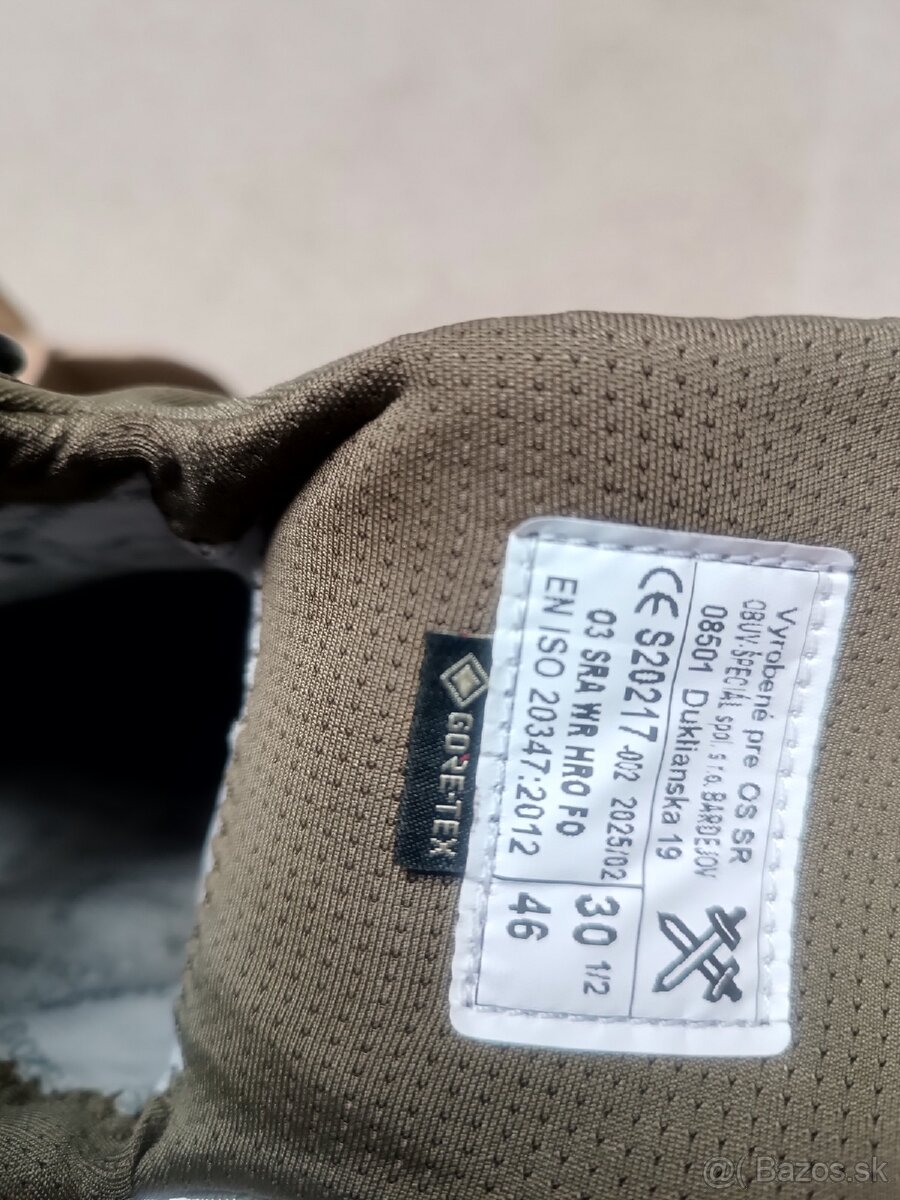 Vyrobené pre OS SR
OBUV-ŠPECIÁL spol. s r.o. BARDEJOV
08501 Duklianska 19
CE S20217-002 2025/02
O3 SRA WR HRO FO
EN ISO 20347:2012
30 1/2
46
GORE-TEX
@( Bazos.sk